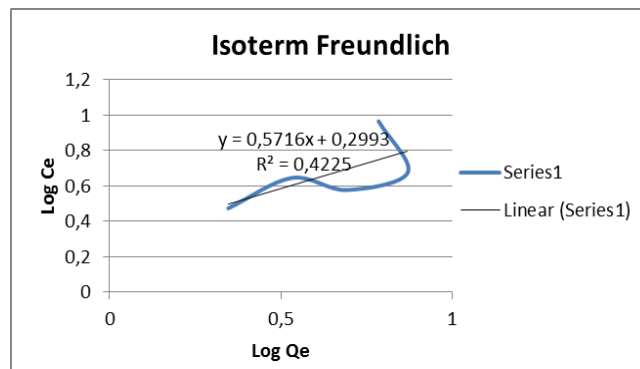 Isoterm Freundlich
1,2
1
0,8
0,6
0,4
0,2
0
Log Ce
y = 0,5716x + 0,2993
R² = 0,4225
0
0,5
1
Log Qe
Series1
Linear (Series1)